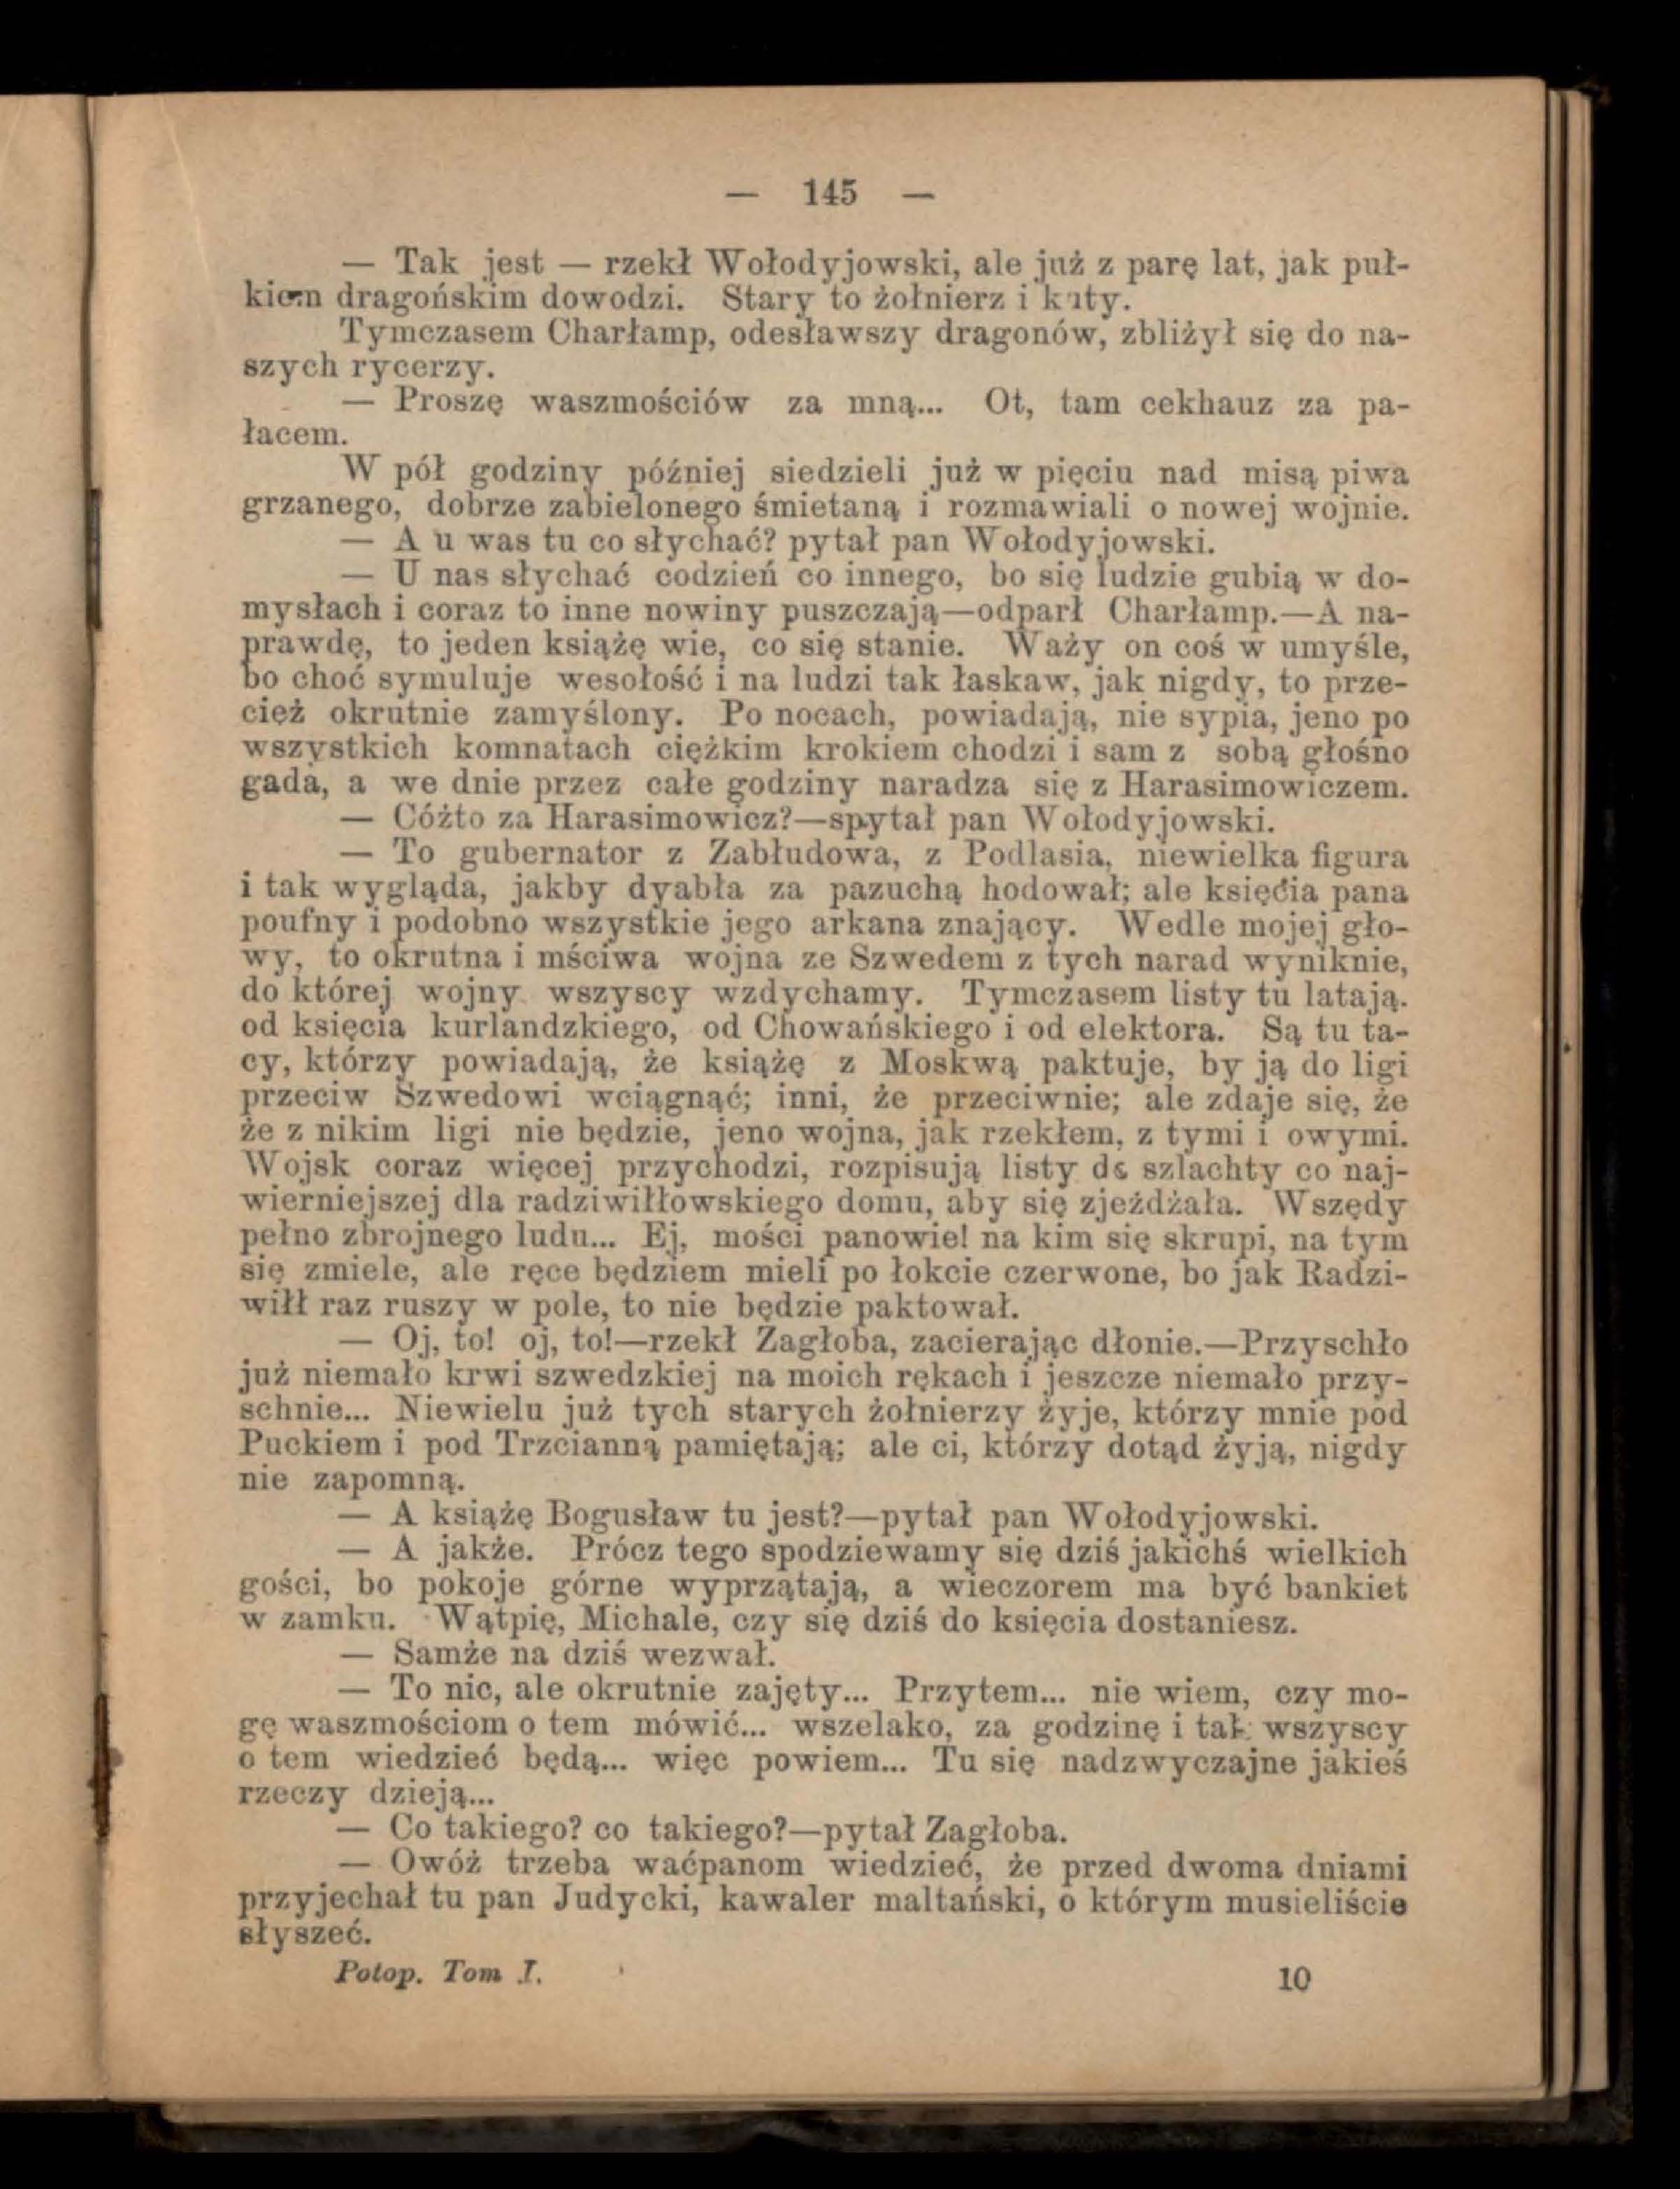 — 145 —
— Tak jest — rzekł Wołodyjowski, ale już z parę lat, jak puł-
kiem dragońskim dowodzi. Stary to żołnierz i kuty.
Tymczasem Charłamp, odesławszy dragonów, zbliżył się do na-
szych rycerzy.
— Proszę waszmościów za mną... Ot, tam cekhauz za pa-
łacem.
W pół godziny później siedzieli już w pięciu nad misą piwa
grzanego, dobrze zabielonego śmietaną i rozmawiali o nowej wojnie.
— A u was tu co słychać? pytał pan Wołodyjowski.
— U nas słychać codzień co innego, bo się ludzie gubią w do-
mysłach i coraz to inne nowiny puszczają—odparł Charłamp.—A na-
prawdę, to jeden książę wie, co się stanie. Waży on coś w umyśle,
bo choć symuluje wesołość i na ludzi tak łaskaw, jak nigdy, to prze-
cięż okrutnie zamyślony. Po nocach, powiadają, nie sypia, jeno po
wszystkich komnatach ciężkim krokiem chodzi i sam z sobą głośno
gada, a we dnie przez całe godziny naradza się z Harasimowiczem.
— Cóżto za Harasimowicz?—spytał pan Wołodyjowski.
— To gubernator z Zabłudowa, z Podlasia, niewielka figura
i tak wygląda, jakby dyabła za pazuchą hodował; ale księcia pana
poufny i podobno wszystkie jego arkana znający. Wedle mojej gło-
wy, to okrutna i mściwa wojna ze Szwedem z tych narad wyniknie,
do której wojny wszyscy wzdychamy. Tymczasem listy tu latają.
od księcia kurlandzkiego, od Chowańskiego i od elektora. Są tu ta-
cy, którzy powiadają, że książę z Moskwą paktuje, by ją do ligi
przeciw Szwedowi wciągnąć; inni, że przeciwnie; ale zdaje się, że
że z nikim ligi nie będzie, jeno wojna, jak rzekłem, z tymi i owymi.
Wojsk coraz więcej przychodzi, rozpisują listy do szlachty co naj-
wierniejszej dla radziwiłłowskiego domu, aby się zjeżdżała. Wszędy
pełno zbrojnego ludu... Ej, mości panowie! na kim się skrupi, na tym
się zmiele, ale ręce będziem mieli po łokcie czerwone, bo jak Radzi-
wiłł raz ruszy w pole, to nie będzie paktował.
— Oj, to! oj, to!—rzekł Zagłoba, zacierając dłonie.—Przyschło
już niemało krwi szwedzkiej na moich rękach i jeszcze niemało przy-
schnie... Niewielu już tych starych żołnierzy żyje, którzy mnie pod
Puckiem i pod Trzcianną pamiętają; ale ci, którzy dotąd żyją, nigdy
nie zapomną.
— A książę Bogusław tu jest?—pytał pan Wołodyjowski.
— A jakże. Prócz tego spodziewamy się dziś jakichś wielkich
gości, bo pokoje górne wyprzątają, a wieczorem ma być bankiet
w zamku. Wątpię, Michale, czy się dziś do księcia dostaniesz.
— Samże na dziś wezwał.
— To nic, ale okrutnie zajęty... Przytem... nie wiem, czy mo-
gę waszmościom o tem mówić... wszelako, za godzinę i tak wszyscy
o tem wiedzieć będą... więc powiem... Tu się nadzwyczajne jakieś
rzeczy dzieją...
— Co takiego? co takiego?—pytał Zagłoba.
— Owóż trzeba waćpanom wiedzieć, że przed dwoma dniami
przyjechał tu pan Judycki, kawaler maltański, o którym musieliście
słyszeć.
Potop. Tom I. 10